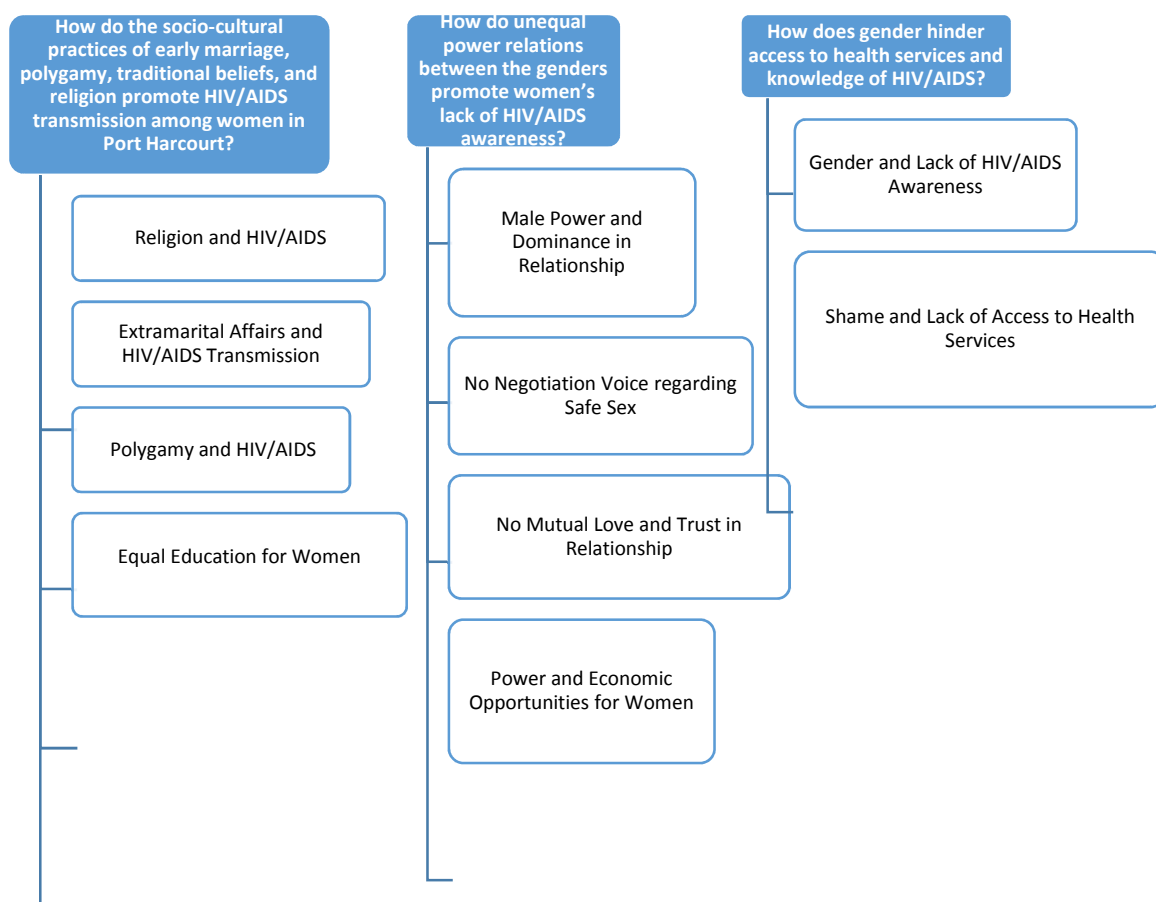 How do the socio-cultural
practices of early marriage,
polygamy, traditional beliefs, and
religion promote HIV/AIDS
transmission among women in
Port Harcourt?
Religion and HIV/AIDS
Extramarital Affairs and
HIV/AIDS Transmission
Polygamy and HIV/AIDS
Equal Education for Women
How do unequal
power relations
between the genders
promote women’s
lack of HIV/AIDS
awareness?
Male Power and
Dominance in
Relationship
No Negotiation Voice regarding
Safe Sex
No Mutual Love and Trust in
Relationship
Power and Economic
Opportunities for Women
How does gender hinder
access to health services and
knowledge of HIV/AIDS?
Gender and Lack of HIV/AIDS
Awareness
Shame and Lack of Access to Health
Services